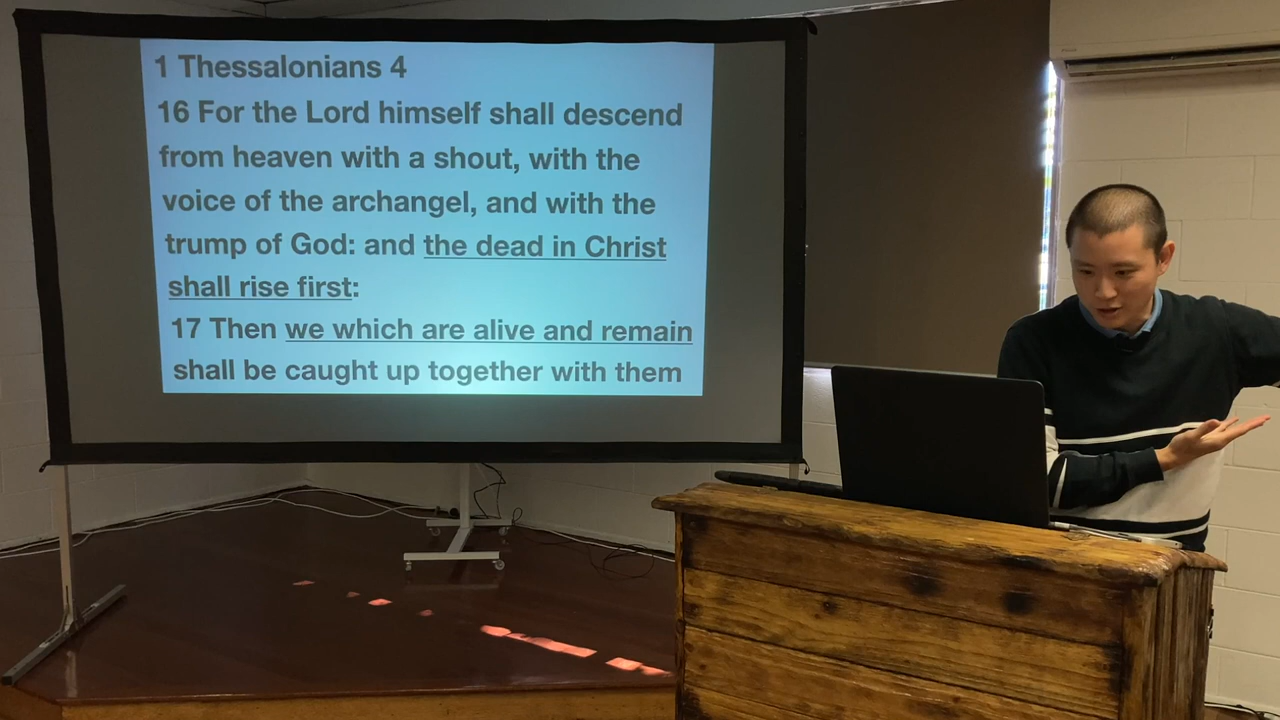 1 Thessalonians 4
16 For the Lord himself shall descend
from heaven with a shout, with the
voice of the archangel, and with the
trump of God: and the dead in Christ
shall rise first:
17 Then we which are alive and remain
shall be caught up together with them